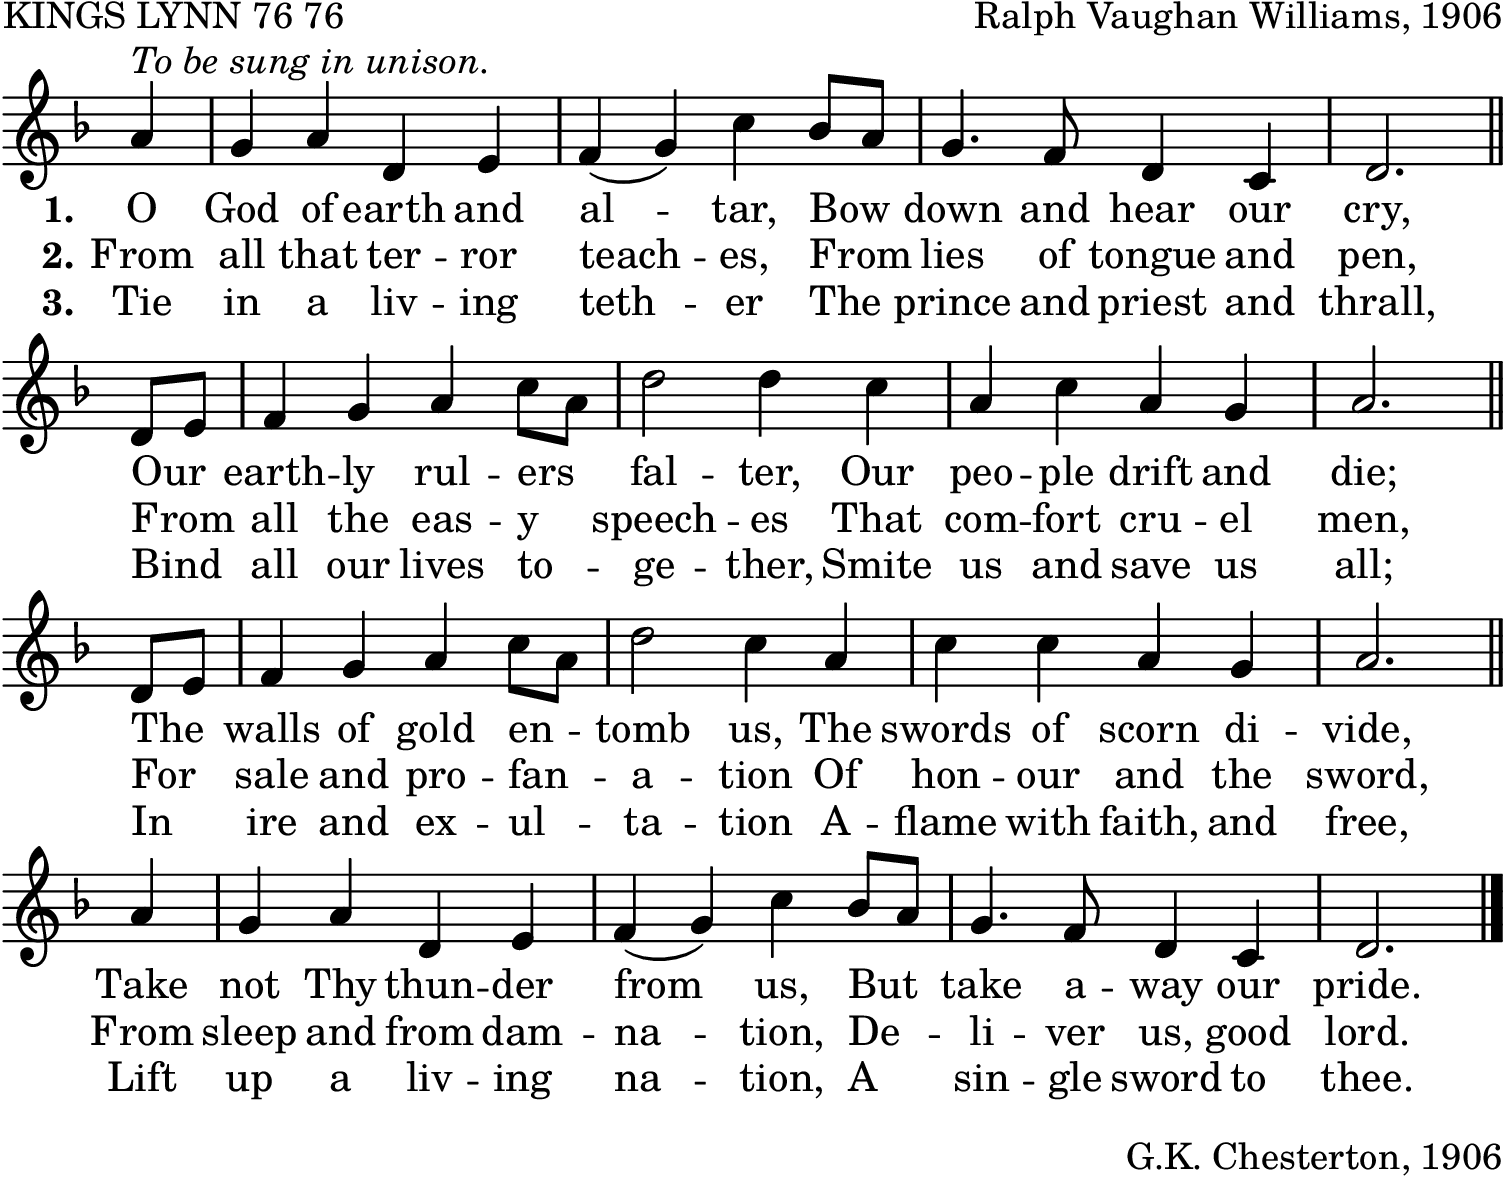 KINGS LYNN 76 76 Ralph Vaughan Williams, 1906
To be sung in unison.
1. O God of earth and al - tar, Bow down and hear our cry,
2. From all that ter - ror teach - es, From lies of tongue and pen,
3. Tie in a liv - ing teth - er The prince and priest and thrall,
Our earth - ly rul - ers fal - ter, Our peo - ple drift and die;
From all the eas - y speech - es That com - fort cru - el men,
Bind all our lives to - ge - ther, Smite us and save us all;
The walls of gold en - tomb us, The swords of scorn di - vide,
For sale and pro - fan - a - tion Of hon - our and the sword,
In ire and ex - ul - ta - tion A - flame with faith, and free,
Take not Thy thun - der from us, But take a - way our pride.
From sleep and from dam - na - tion, De - li - ver us, good lord.
Lift up a liv - ing na - tion, A sin - gle sword to thee.
G.K. Chesterton, 1906